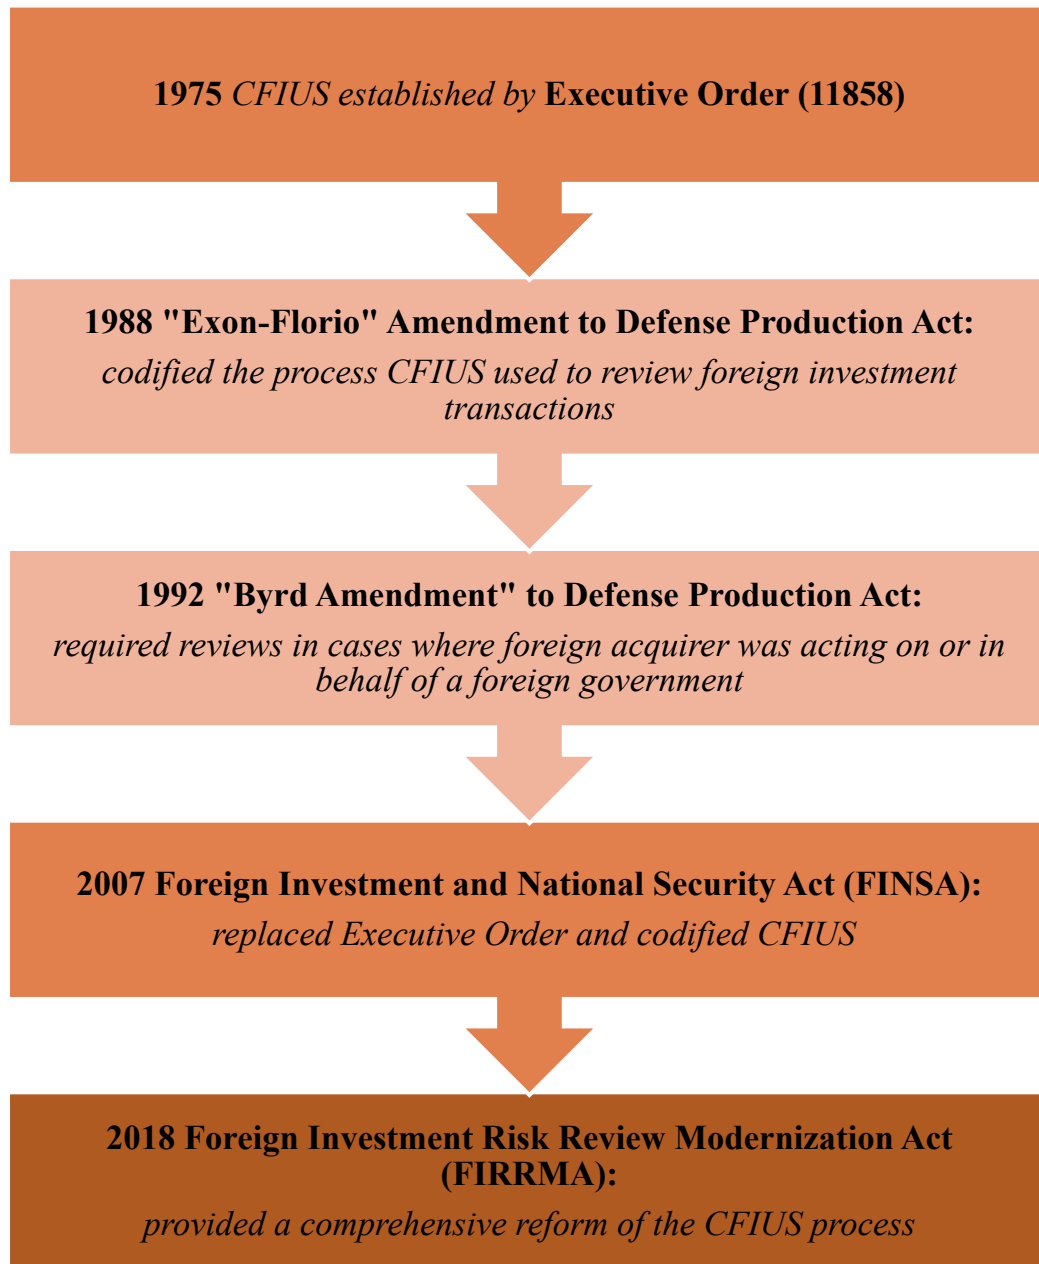 1975 CFIUS established by Executive Order (11858)
1988 "Exon-Florio" Amendment to Defense Production Act:
codified the process CFIUS used to review foreign investment
transactions
1992 "Byrd Amendment" to Defense Production Act:
required reviews in cases where foreign acquirer was acting on or in
behalf of a foreign government
2007 Foreign Investment and National Security Act (FINSA):
replaced Executive Order and codified CFIUS
2018 Foreign Investment Risk Review Modernization Act
(FIRRMA):
provided a comprehensive reform of the CFIUS process